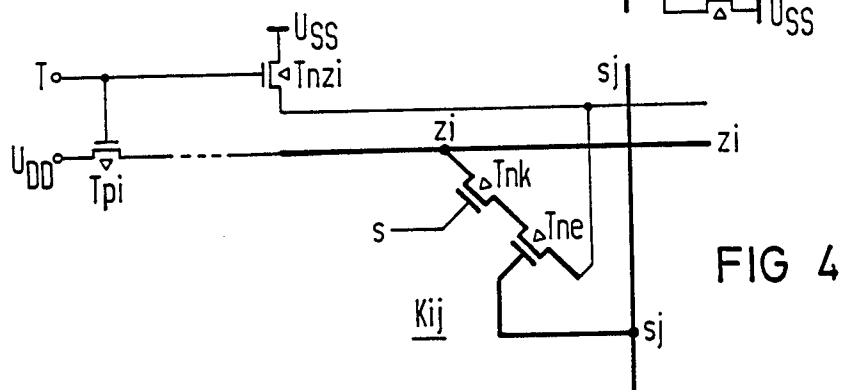 USS
USS
T
Tnzi
sj
zi
zi
UDD
Tpi
Tnk
s
Tne
FIG 4
Kij
sj